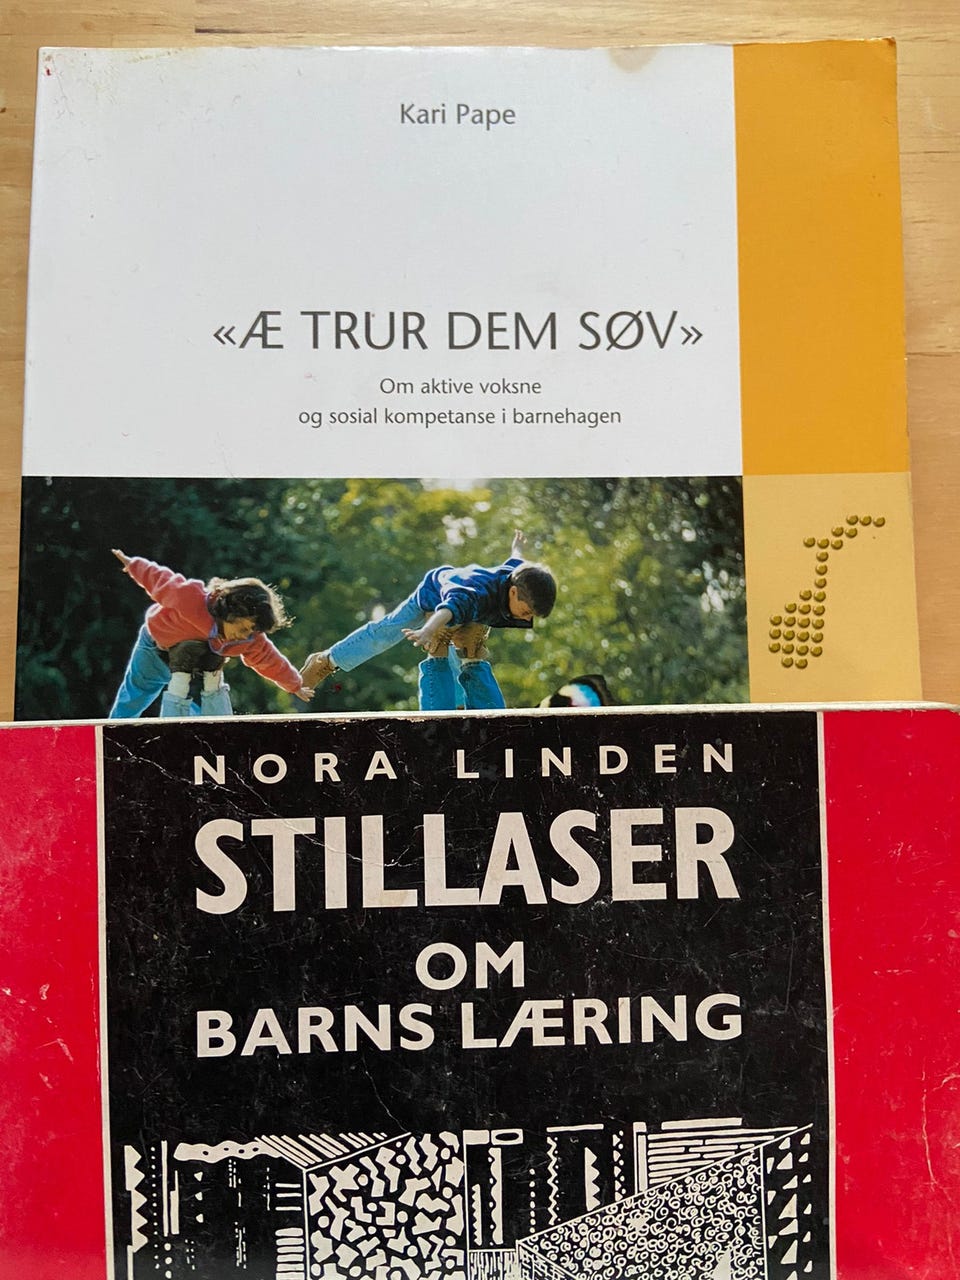 Kari Pape
«Æ TRUR DEM SØV»
Om aktive voksne
og sosial kompetanse i barnehagen
NORA LINDEN
STILLASER
OM
BARNS LÆRING